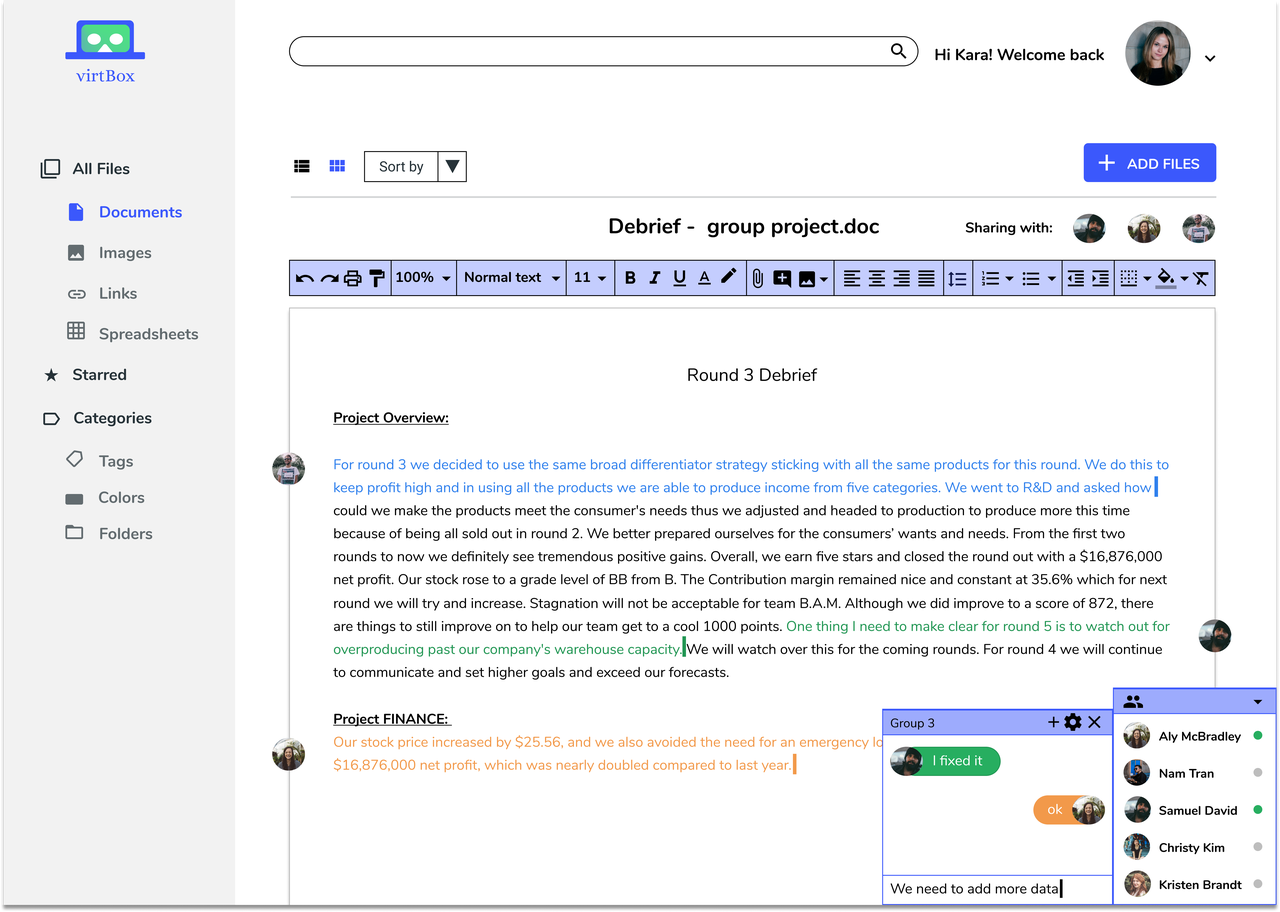 virtBox
Hi Kara! Welcome back
All Files
Documents
Images
Links
Spreadsheets
Starred
Categories
Tags
Colors
Folders
Sort by
ADD FILES
Debrief - group project.doc
Sharing with:
100%
Normal text
11
B I U A
Round 3 Debrief
Project Overview:
For round 3 we decided to use the same broad differentiator strategy sticking with all the same products for this round. We do this to
keep profit high and in using all the products we are able to produce income from five categories. We went to R&D and asked how
could we make the products meet the consumer's needs thus we adjusted and headed to production to produce more this time
because of being all sold out in round 2. We better prepared ourselves for the consumers’ wants and needs. From the first two
rounds to now we definitely see tremendous positive gains. Overall, we earn five stars and closed the round out with a $16,876,000
net profit. Our stock rose to a grade level of BB from B. The Contribution margin remained nice and constant at 35.6% which for next
round we will try and increase. Stagnation will not be acceptable for team B.A.M. Although we did improve to a score of 872, there
are things to still improve on to help our team get to a cool 1000 points. One thing I need to make clear for round 5 is to watch out for
overproducing past our company's warehouse capacity. We will watch over this for the coming rounds. For round 4 we will continue
to communicate and set higher goals and exceed our forecasts.
Project FINANCE:
Our stock price increased by $25.56, and we also avoided the need for an emergency
$16,876,000 net profit, which was nearly doubled compared to last year.
Group 3
I fixed it
ok
We need to add more data
Aly McBradley
Nam Tran
Samuel David
Christy Kim
Kristen Brandt